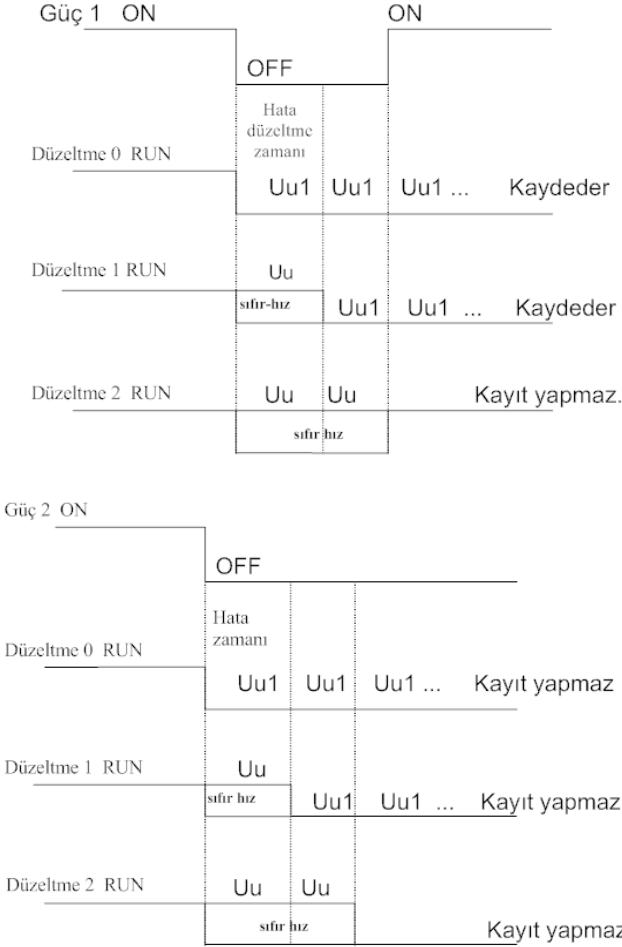 Güç 1 ON ON
OFF
Hata
düzeltme
zamanı
Düzeltme 0 RUN
Uu1 Uu1 Uu1 ... Kaydeder
Düzeltme 1 RUN Uu
sıfır-hız Uu1 Uu1 ... Kaydeder
Düzeltme 2 RUN Uu Uu Kayıt yapmaz.
sıfır hız
Güç 2 ON
OFF
Hata
zamanı
Düzeltme 0 RUN
Uu1 Uu1 Uu1 ... Kayıt yapmaz
Düzeltme 1 RUN Uu
sıfır hız Uu1 Uu1 ... Kayıt yapmaz
Düzeltme 2 RUN Uu Uu
sıfır hız Kayıt yapmaz